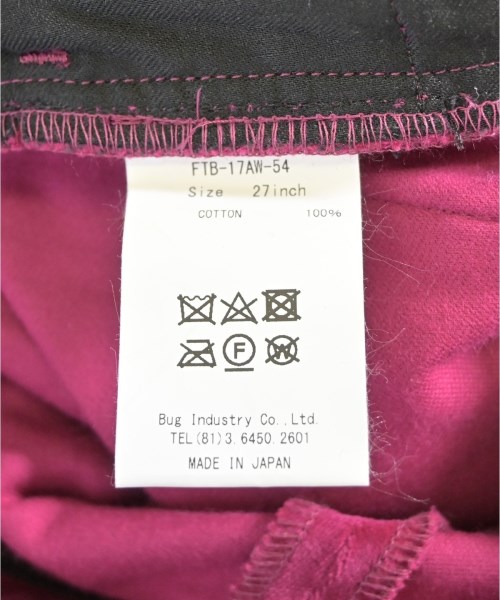 FTB-17AW-54
Size 27inch
COTTON 100%
F W
Bug Industry Co.,Ltd.
TEL(81)3.6450.2601
MADE IN JAPAN